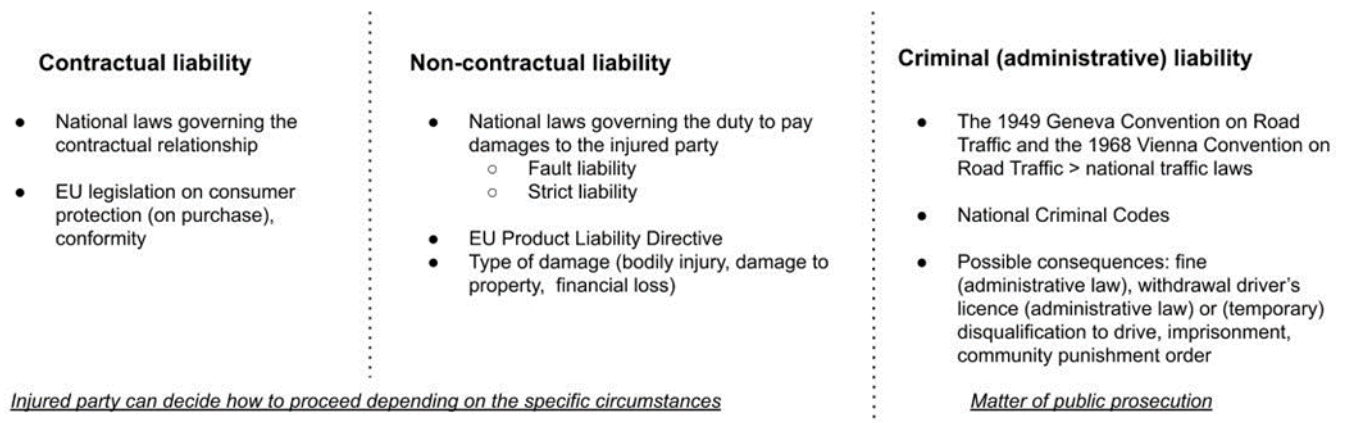 Contractual liability
● National laws governing the
contractual relationship
● EU legislation on consumer
protection (on purchase),
conformity
Non-contractual liability
● National laws governing the duty to pay
damages to the injured party
○ Fault liability
○ Strict liability
● EU Product Liability Directive
● Type of damage (bodily injury, damage to
property, financial loss)
Injured party can decide how to proceed depending on the specific circumstances
Criminal (administrative) liability
● The 1949 Geneva Convention on Road
Traffic and the 1968 Vienna Convention on
Road Traffic > national traffic laws
● National Criminal Codes
● Possible consequences: fine
(administrative law), withdrawal driver's
licence (administrative law) or (temporary)
disqualification to drive, imprisonment,
community punishment order
Matter of public prosecution